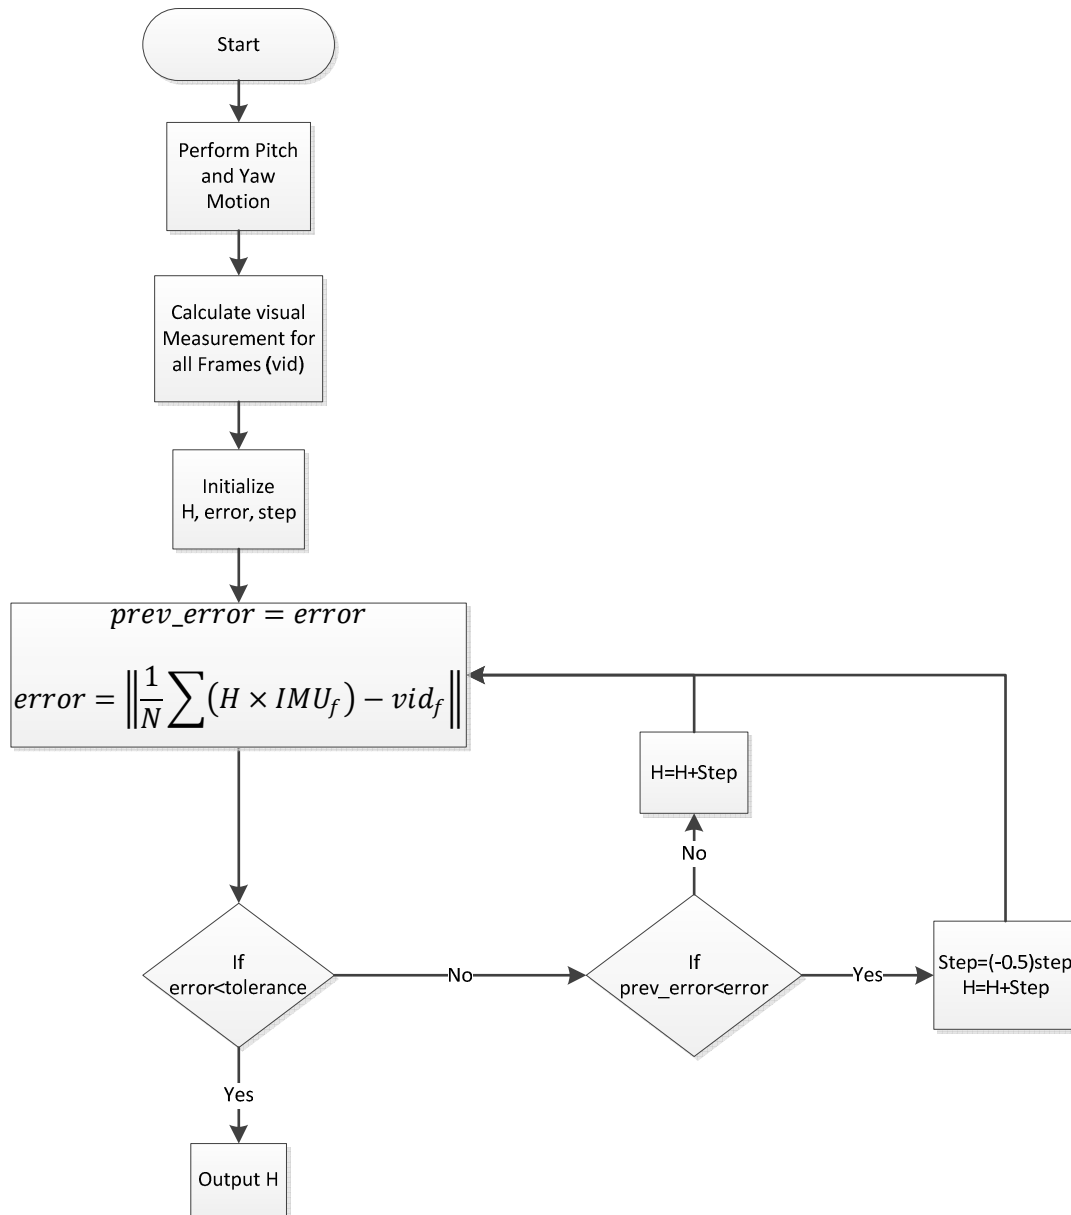 Start
Perform Pitch
and Yaw
Motion
Calculate visual
Measurement for
all Frames (vid)
Initialize
H, error, step
prev_error = error
error = ‖1/N ∑(H × IMU_f) − vid_f‖
H=H+Step
No
If
error<tolerance
No
If
prev_error<error
Yes
Step=(-0.5)step
H=H+Step
Yes
Output H